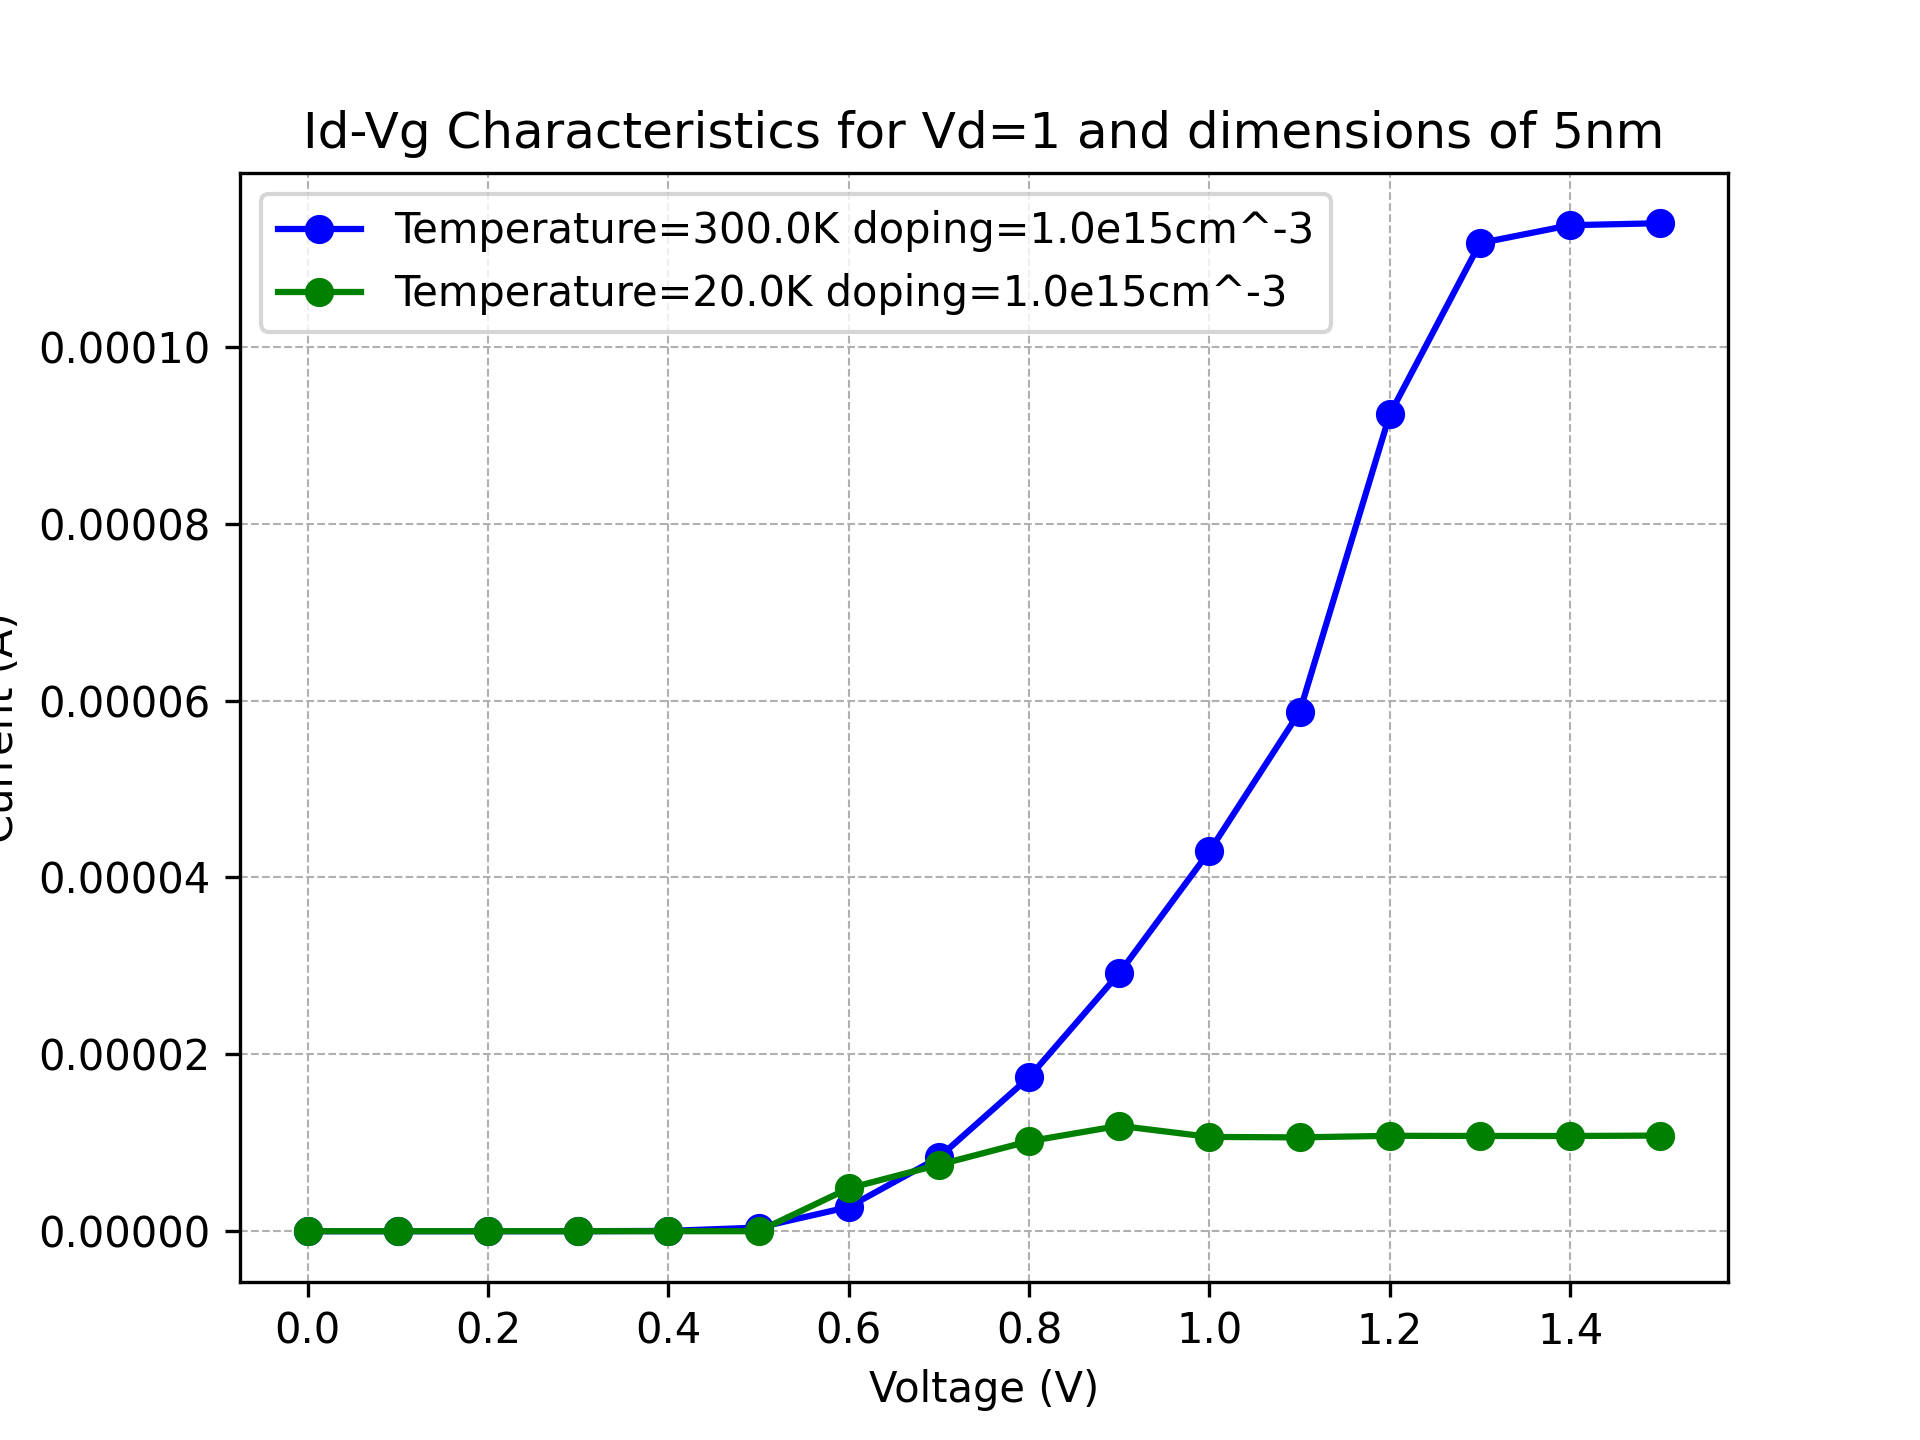 Id-Vg Characteristics for Vd=1 and dimensions of 5nm
Temperature=300.0K doping=1.0e15cm^-3
Temperature=20.0K doping=1.0e15cm^-3
0.00010
0.00008
0.00006
0.00004
0.00002
0.00000
Current (A)
0.0 0.2 0.4 0.6 0.8 1.0 1.2 1.4
Voltage (V)